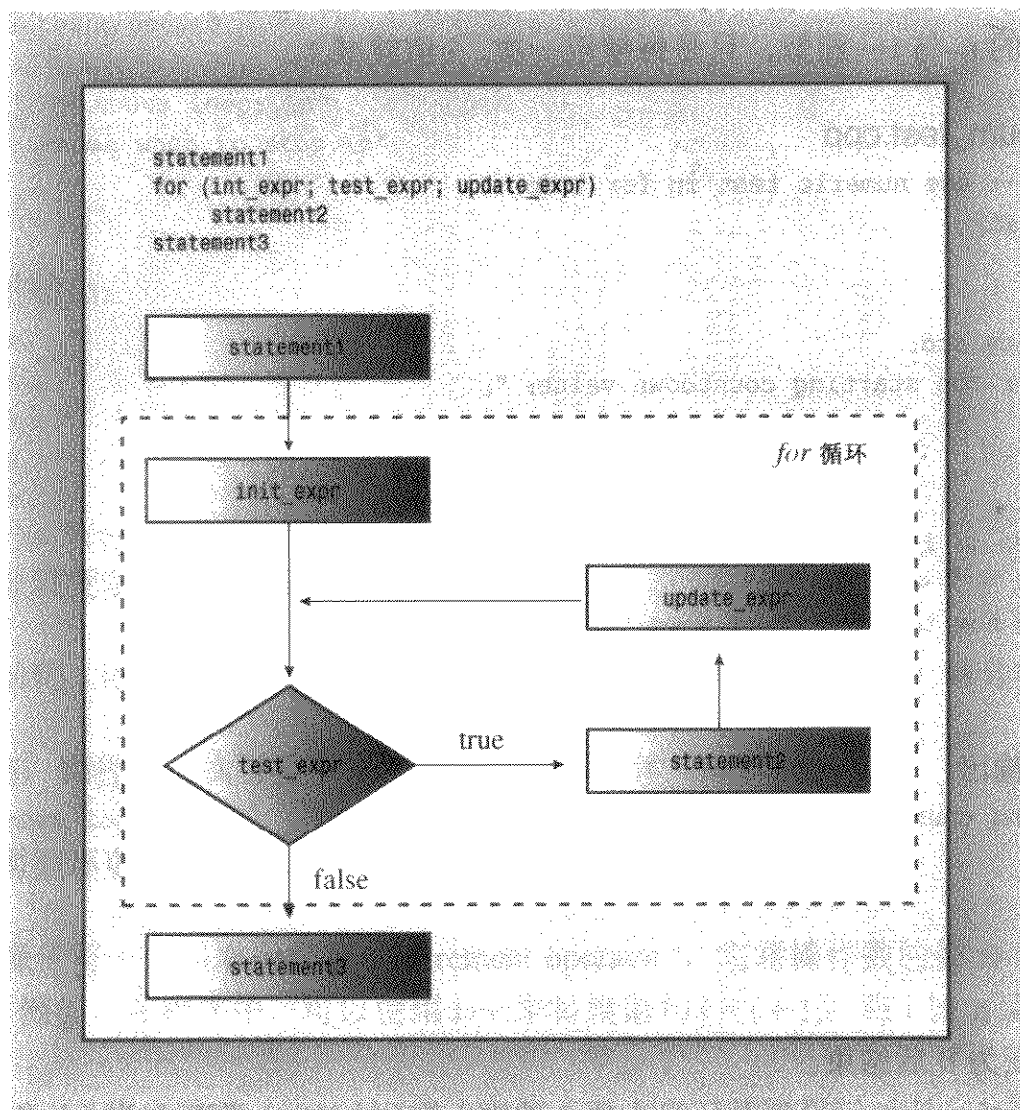 statement1
for (int_expr; test_expr; update_expr)
statement2
statement3
statement1
for 循环
init_expr
update_expr
test_expr
true
statement2
false
statement3